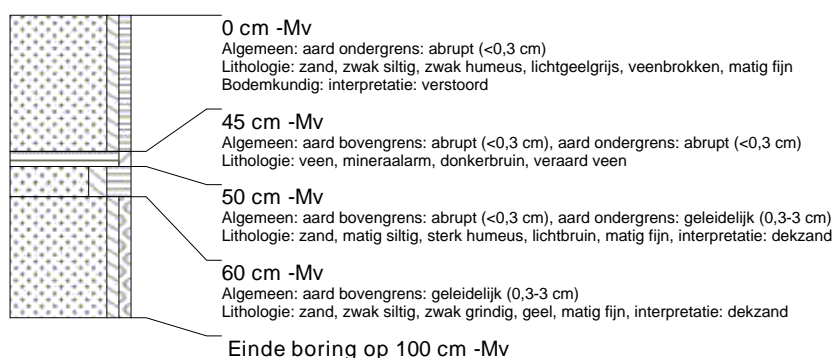 0 cm -Mv
Algemeen: aard ondergrens: abrupt (<0,3 cm)
Lithologie: zand, zwak siltig, zwak humeus, lichtgeelgrijs, veenbrokken, matig fijn
Bodemkundig: interpretatie: verstoord
45 cm -Mv
Algemeen: aard bovengrens: abrupt (<0,3 cm), aard ondergrens: abrupt (<0,3 cm)
Lithologie: veen, mineraalarm, donkerbruin, veraard veen
50 cm -Mv
Algemeen: aard bovengrens: abrupt (<0,3 cm), aard ondergrens: geleidelijk (0,3-3 cm)
Lithologie: zand, matig siltig, sterk humeus, lichtbruin, matig fijn, interpretatie: dekzand
60 cm -Mv
Algemeen: aard bovengrens: geleidelijk (0,3-3 cm)
Lithologie: zand, zwak siltig, zwak grindig, geel, matig fijn, interpretatie: dekzand
Einde boring op 100 cm -Mv